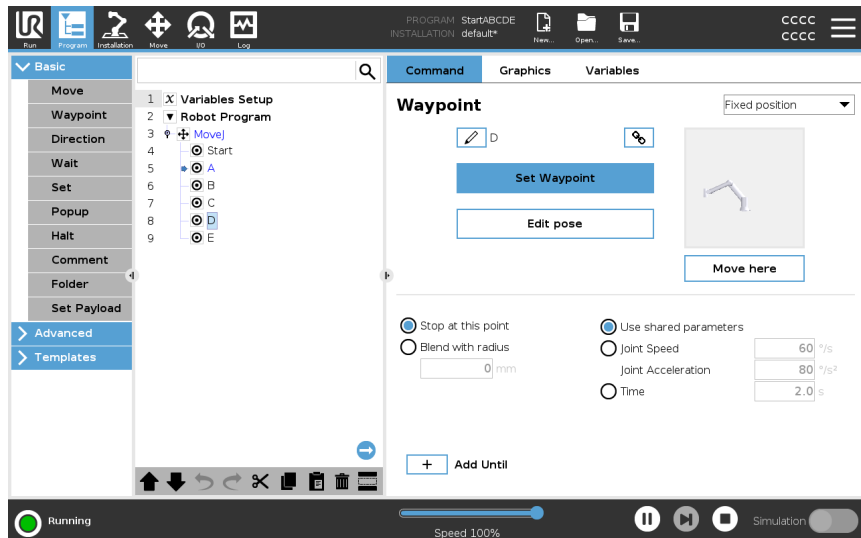 UR
Run
Program
Installation
Move
I/O
Log
PROGRAM StartABCDE
INSTALLATION default*
New...
Open...
Save...
CCCC
CCCC
Basic
Move
Waypoint
Direction
Wait
Set
Popup
Halt
Comment
Folder
Set Payload
Advanced
Templates
1 X Variables Setup
2 Robot Program
3 MoveJ
4 Start
5 A
6 B
7 C
8 D
9 E
Command Graphics Variables
Waypoint
Fixed position
D
Set Waypoint
Edit pose
Move here
Stop at this point
Blend with radius
0 mm
Use shared parameters
Joint Speed 60 °/s
Joint Acceleration 80 °/s²
Time 2.0 s
+ Add Until
Running
Speed 100%
Simulation